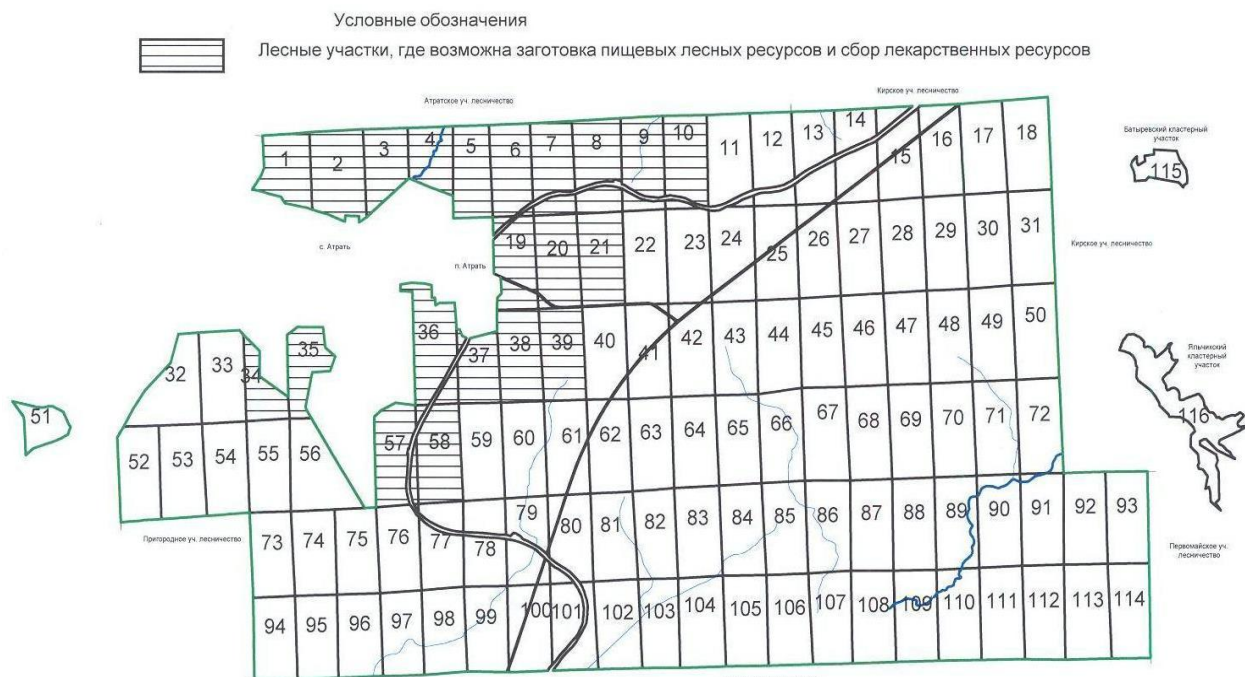 Условные обозначения
Лесные участки, где возможна заготовка пищевых лесных ресурсов и сбор лекарственных ресурсов
Атратское уч. лесничество
Кирское уч. лесничество
Батыревский кластерный
участок
1 2 3 4 5 6 7 8 9 10 11 12 13 14 15 16 17 18
115
с. Атрать
п. Атрать
19 20 21 22 23 24 25 26 27 28 29 30 31
Кирское уч. лесничество
32 33 34 35 36 37 38 39 40 41 42 43 44 45 46 47 48 49 50
Яльчикский
кластерный
участок
116
51
52 53 54 55 56 57 58 59 60 61 62 63 64 65 66 67 68 69 70 71 72
Пригородное уч. лесничество
73 74 75 76 77 78 79 80 81 82 83 84 85 86 87 88 89 90 91 92 93
Первомайское уч.
лесничество
94 95 96 97 98 99 100 101 102 103 104 105 106 107 108 109 110 111 112 113 114